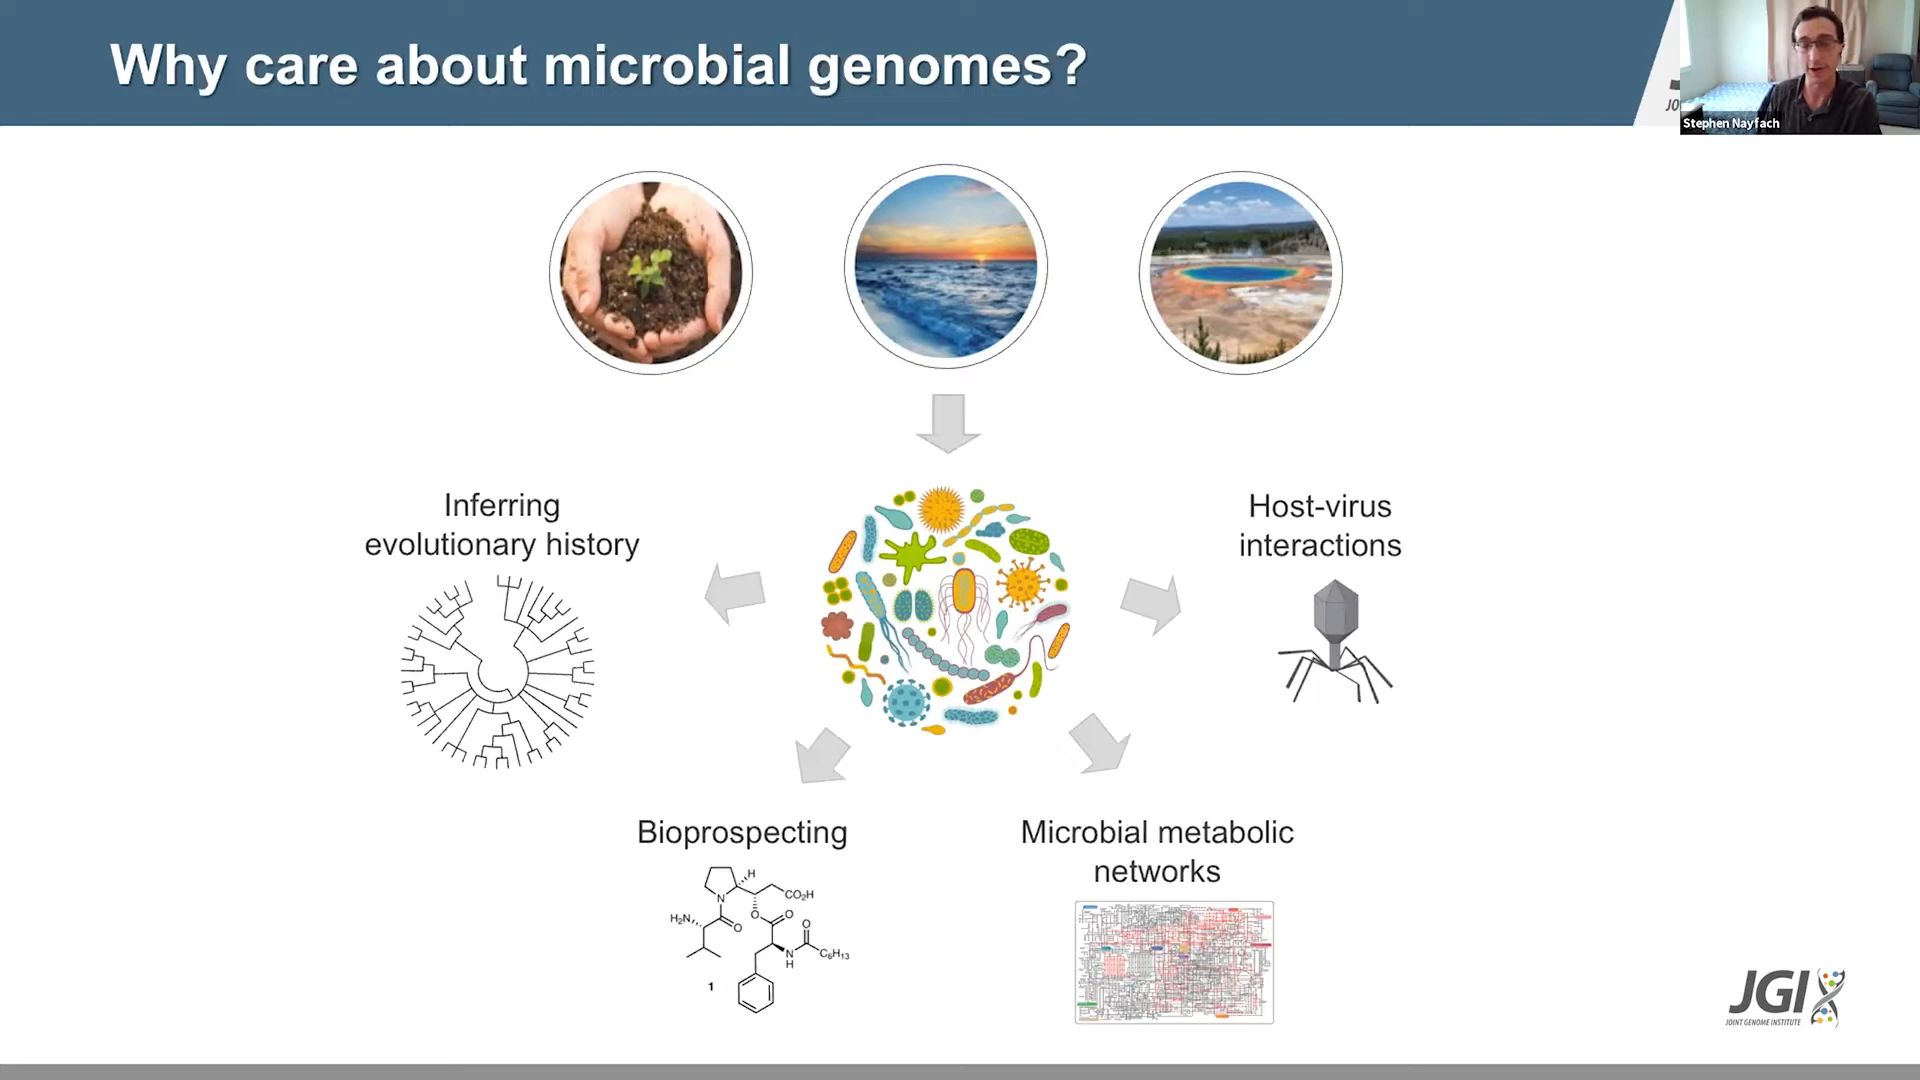 Why care about microbial genomes?
JO
Stephen Nayfach
Inferring
evolutionary history
Host-virus
interactions
Bioprospecting
Microbial metabolic
networks
H
CO₂H
N
H₂N
O
O
O
O
N
H
C₆H₁₃
1
JGI
JOINT GENOME INSTITUTE